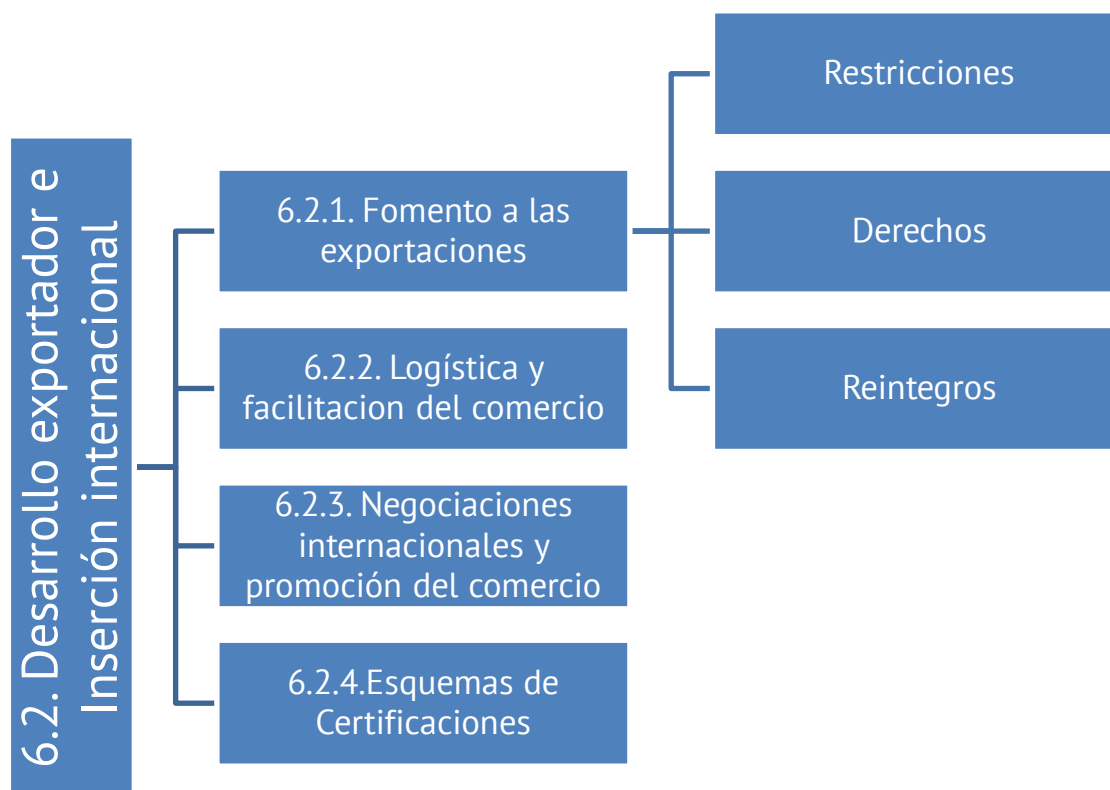 6.2. Desarrollo exportador e
Inserción internacional
6.2.1. Fomento a las
exportaciones
Restricciones
Derechos
Reintegros
6.2.2. Logística y
facilitacion del comercio
6.2.3. Negociaciones
internacionales y
promoción del comercio
6.2.4.Esquemas de
Certificaciones